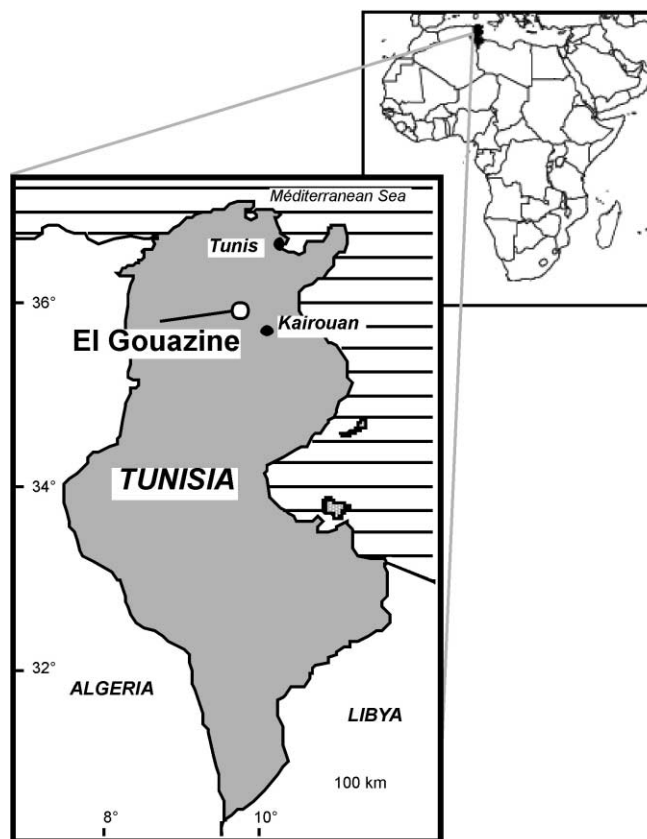 Méditerranean Sea
Tunis
36°
Kairouan
El Gouazine
TUNISIA
34°
32°
ALGERIA
LIBYA
100 km
8°
10°